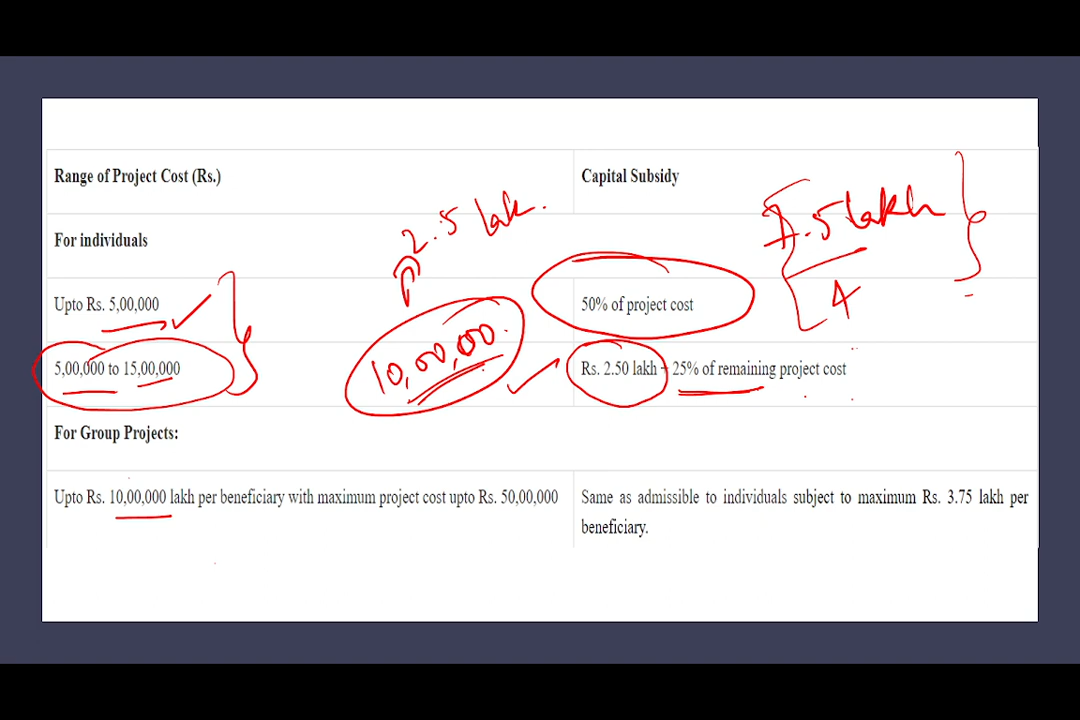 Range of Project Cost (Rs.)
Capital Subsidy
.5 lakh
4
2.5 lak.
For individuals
Upto Rs. 5,00,000
50% of project cost
10,00,00
5,00,000 to 15,00,000
Rs. 2.50 lakh + 25% of remaining project cost
For Group Projects:
Upto Rs. 10,00,000 lakh per beneficiary with maximum project cost upto Rs. 50,00,000
Same as admissible to individuals subject to maximum Rs. 3.75 lakh per
beneficiary.